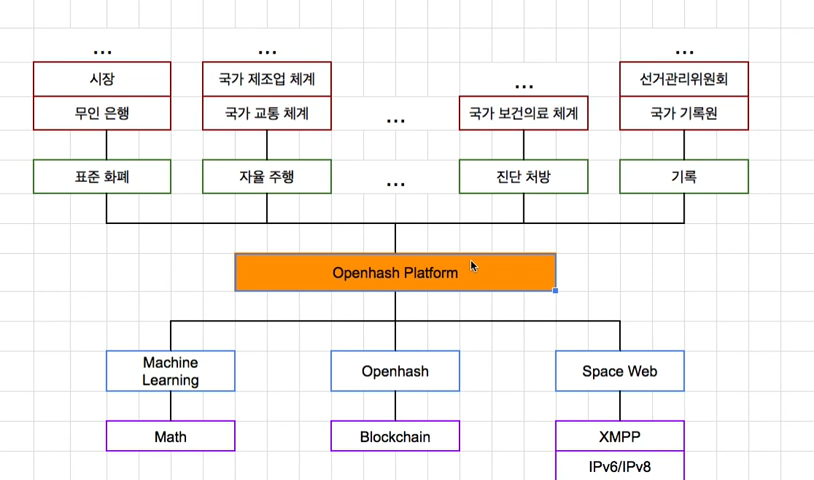 ...
...
...
...
시장
국가 제조업 체계
선거관리위원회
무인 은행
국가 교통 체계
...
국가 보건의료 체계
국가 기록원
표준 화폐
자율 주행
...
진단 처방
기록
Openhash Platform
Machine
Learning
Openhash
Space Web
Math
Blockchain
XMPP
IPv6/IPv8